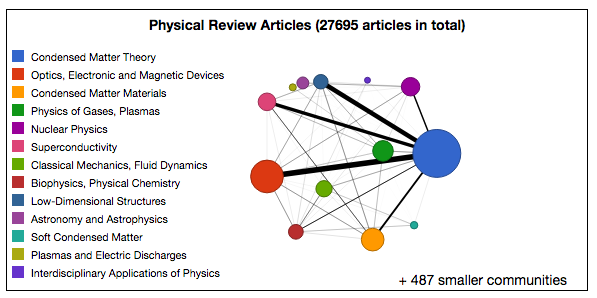 Physical Review Articles (27695 articles in total)
Condensed Matter Theory
Optics, Electronic and Magnetic Devices
Condensed Matter Materials
Physics of Gases, Plasmas
Nuclear Physics
Superconductivity
Classical Mechanics, Fluid Dynamics
Biophysics, Physical Chemistry
Low-Dimensional Structures
Astronomy and Astrophysics
Soft Condensed Matter
Plasmas and Electric Discharges
Interdisciplinary Applications of Physics
+ 487 smaller communities